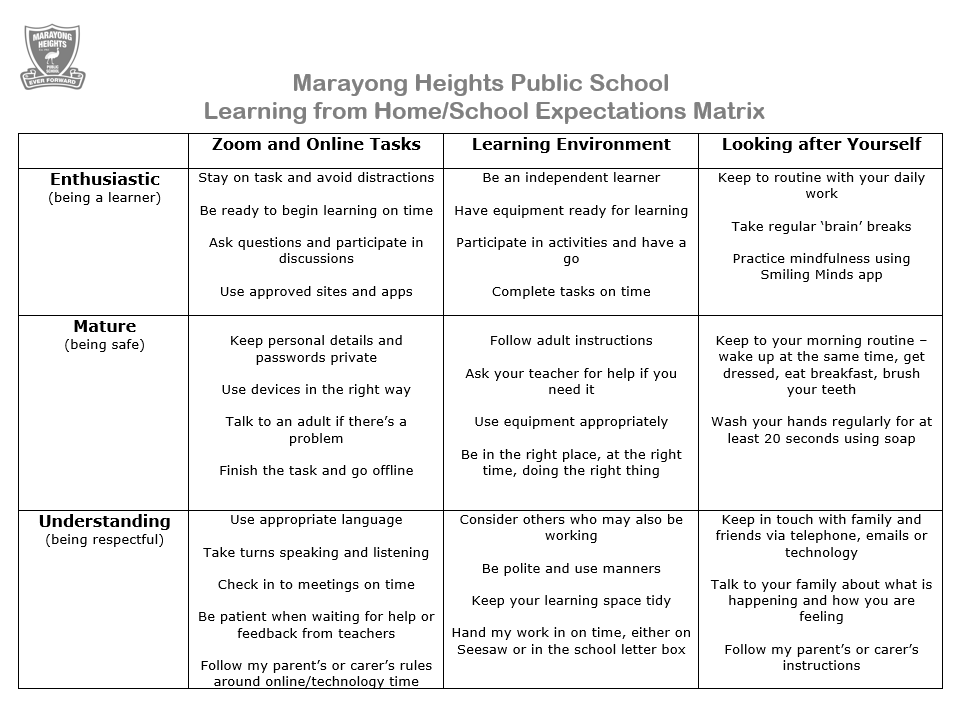 MARAYONG
HEIGHTS
PUBLIC
SCHOOL
EVER FORWARD
Marayong Heights Public School
Learning from Home/School Expectations Matrix
Zoom and Online Tasks
Learning Environment
Looking after Yourself
Enthusiastic
(being a learner)
Stay on task and avoid distractions
Be ready to begin learning on time
Ask questions and participate in
discussions
Use approved sites and apps
Be an independent learner
Have equipment ready for learning
Participate in activities and have a
go
Complete tasks on time
Keep to routine with your daily
work
Take regular ‘brain’ breaks
Practice mindfulness using
Smiling Minds app
Mature
(being safe)
Keep personal details and
passwords private
Use devices in the right way
Talk to an adult if there’s a
problem
Finish the task and go offline
Follow adult instructions
Ask your teacher for help if you
need it
Use equipment appropriately
Be in the right place, at the right
time, doing the right thing
Keep to your morning routine –
wake up at the same time, get
dressed, eat breakfast, brush
your teeth
Wash your hands regularly for at
least 20 seconds using soap
Understanding
(being respectful)
Use appropriate language
Take turns speaking and listening
Check in to meetings on time
Be patient when waiting for help or
feedback from teachers
Follow my parent’s or carer’s rules
around online/technology time
Consider others who may also be
working
Be polite and use manners
Keep your learning space tidy
Hand my work in on time, either on
Seesaw or in the school letter box
Keep in touch with family and
friends via telephone, emails or
technology
Talk to your family about what is
happening and how you are
feeling
Follow my parent’s or carer’s
instructions